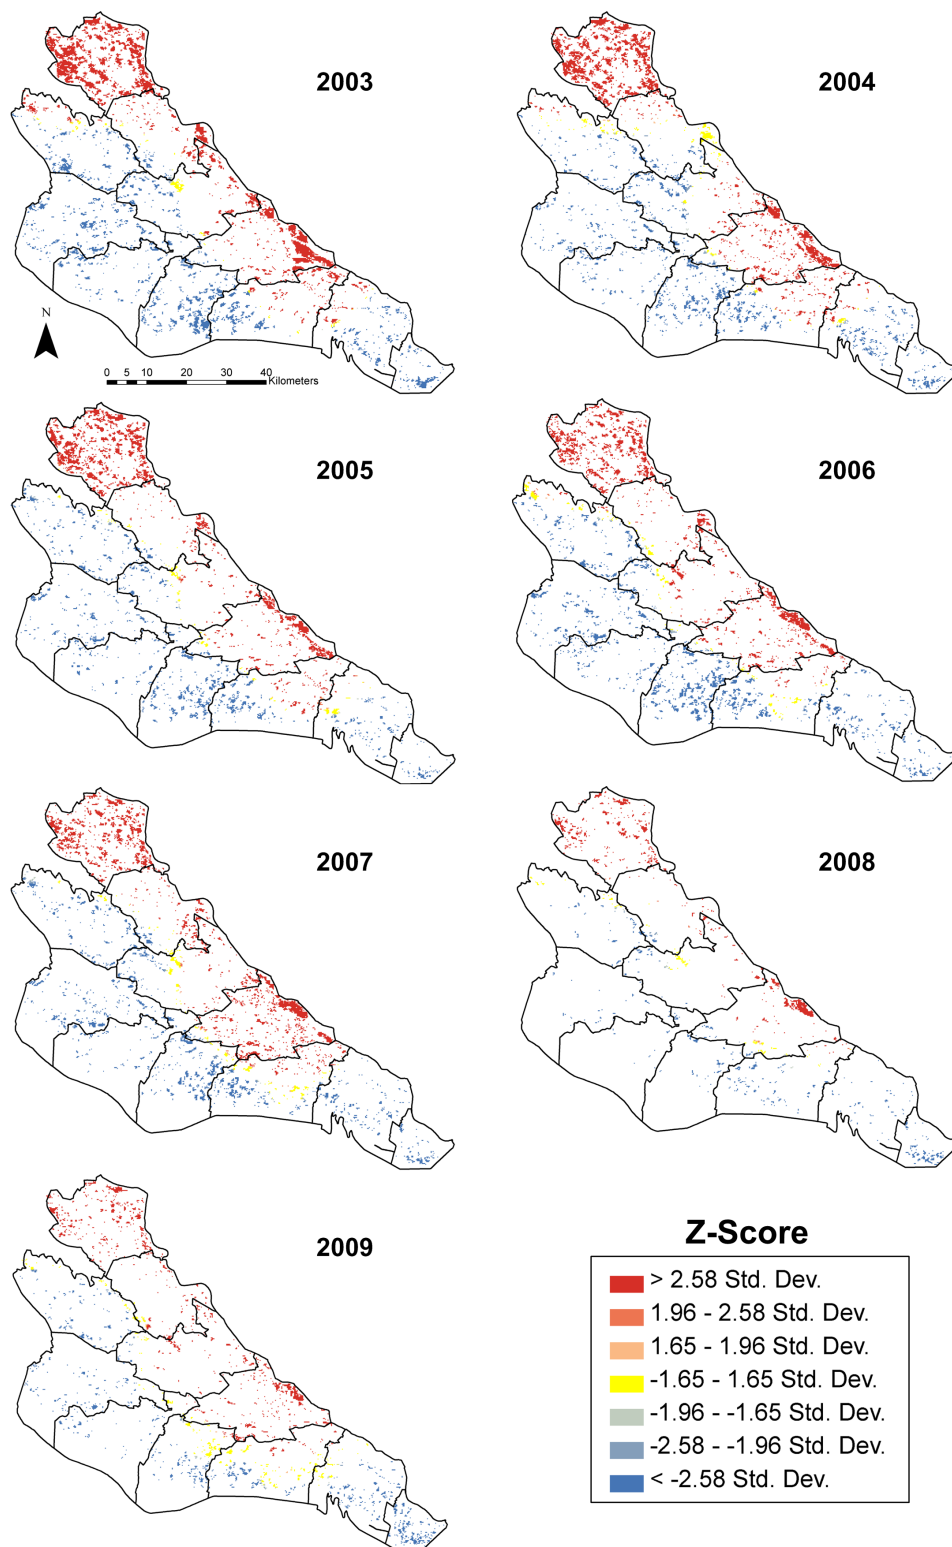 2003
2004
N
0 5 10 20 30 40
Kilometers
2005
2006
2007
2008
2009
Z-Score
> 2.58 Std. Dev.
1.96 - 2.58 Std. Dev.
1.65 - 1.96 Std. Dev.
-1.65 - 1.65 Std. Dev.
-1.96 - -1.65 Std. Dev.
-2.58 - -1.96 Std. Dev.
< -2.58 Std. Dev.